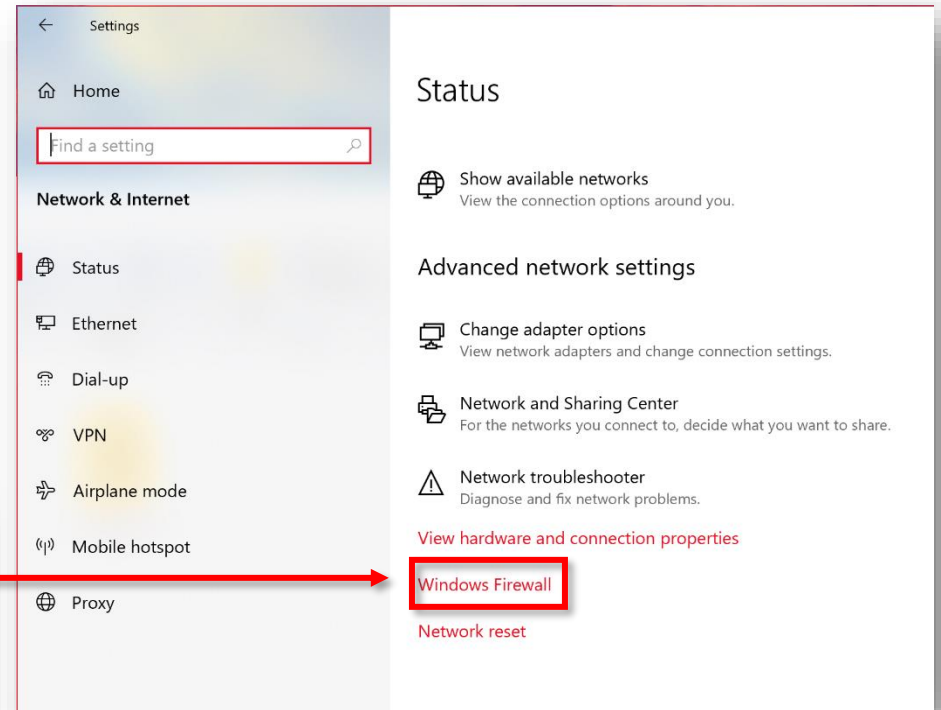 Settings
Home
Find a setting
Network & Internet
Status
Ethernet
Dial-up
VPN
Airplane mode
Mobile hotspot
Proxy
Status
Show available networks
View the connection options around you.
Advanced network settings
Change adapter options
View network adapters and change connection settings.
Network and Sharing Center
For the networks you connect to, decide what you want to share.
Network troubleshooter
Diagnose and fix network problems.
View hardware and connection properties
Windows Firewall
Network reset